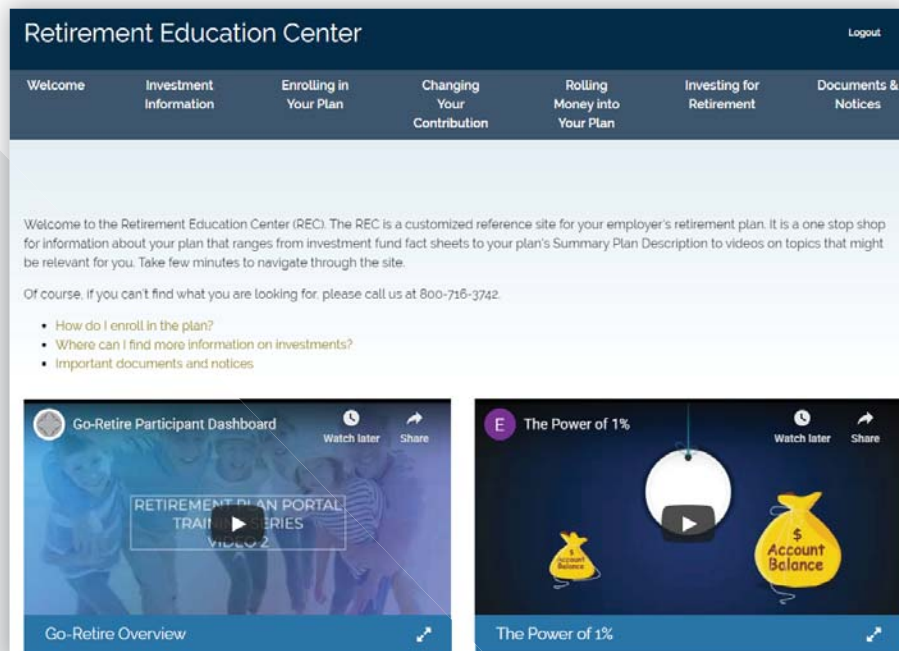 Retirement Education Center
Logout
Welcome
Investment
Information
Enrolling in
Your Plan
Changing
Your
Contribution
Rolling
Money into
Your Plan
Investing for
Retirement
Documents &
Notices
Welcome to the Retirement Education Center (REC). The REC is a customized reference site for your employer's retirement plan. It is a one stop shop
for information about your plan that ranges from investment fund fact sheets to your plan's Summary Plan Description to videos on topics that might
be relevant for you. Take few minutes to navigate through the site.
Of course, if you can't find what you are looking for, please call us at 800-716-3742.
• How do I enroll in the plan?
• Where can I find more information on investments?
• Important documents and notices
Go-Retire Participant Dashboard
Watch later
Share
RETIREMENT PLAN PORTAL
TRAINING SERIES
VIDEO 2
Go-Retire Overview
E
The Power of 1%
Watch later
Share
$
Account
Balance
$
Account
Balance
The Power of 1%